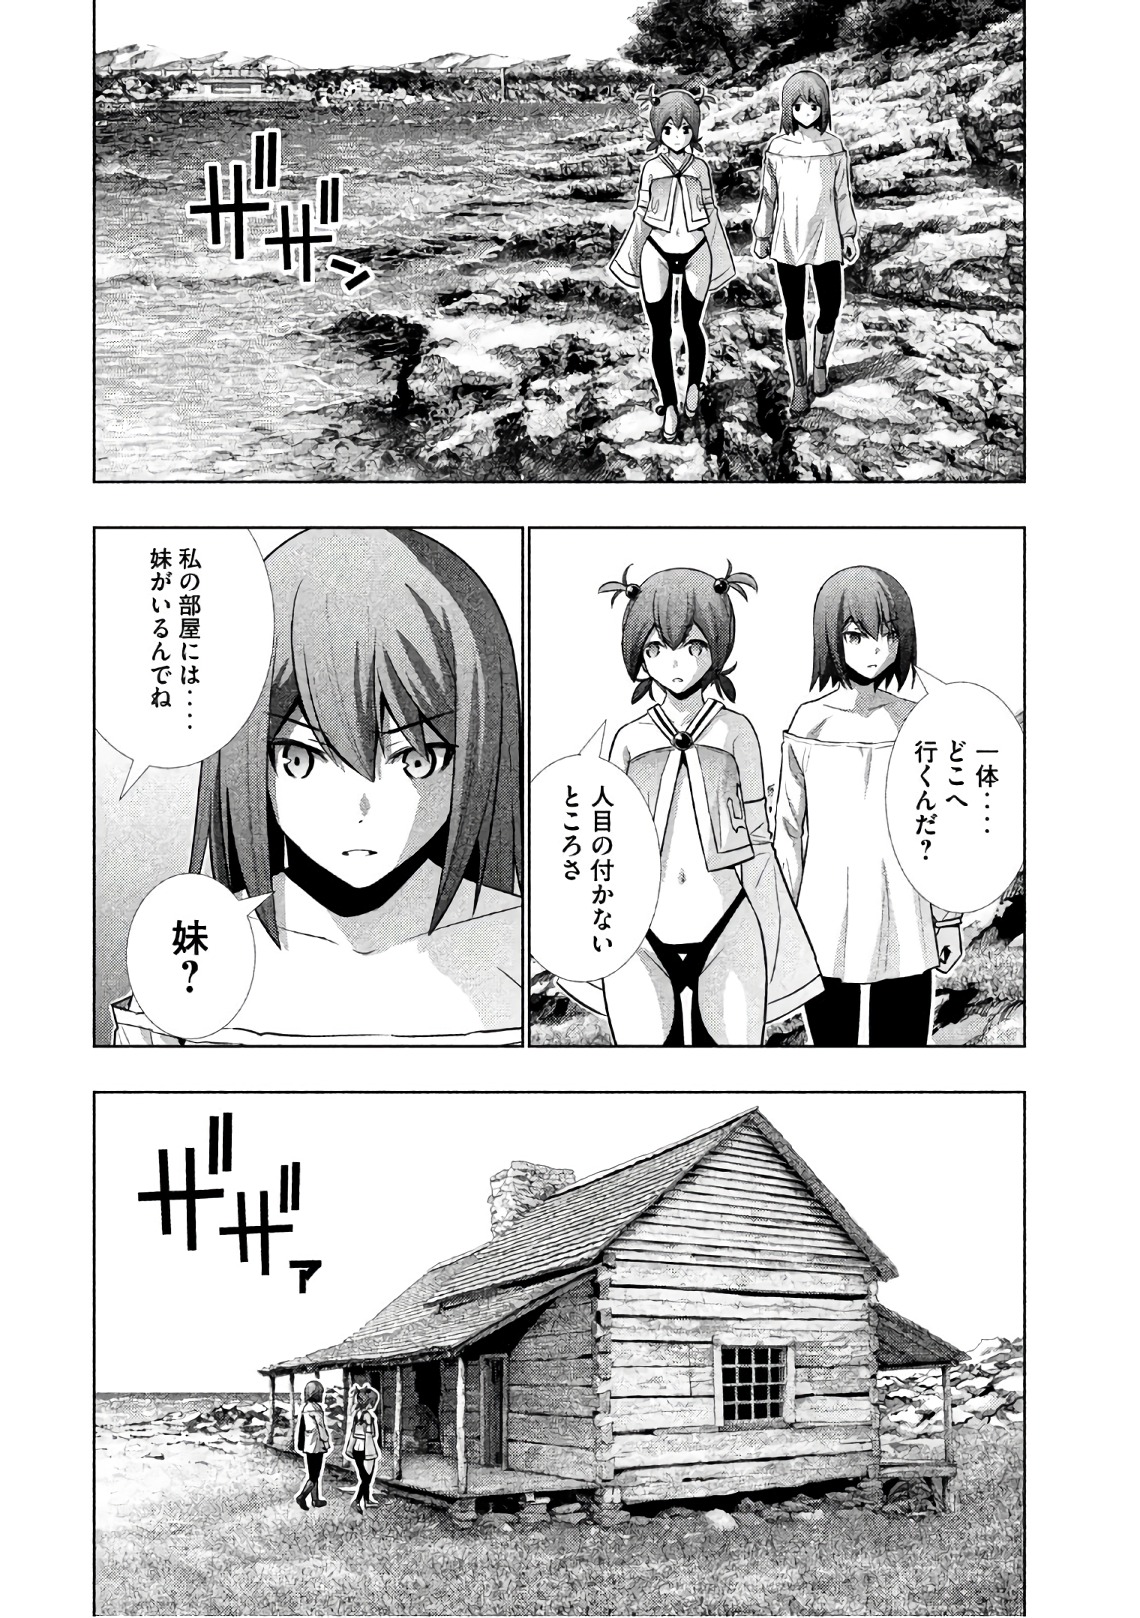 ザザーン
一体‥‥
どこへ
行くんだ?
人目の付かない
ところさ
私の部屋には‥‥
妹がいるんでね
妹?
ザザァ